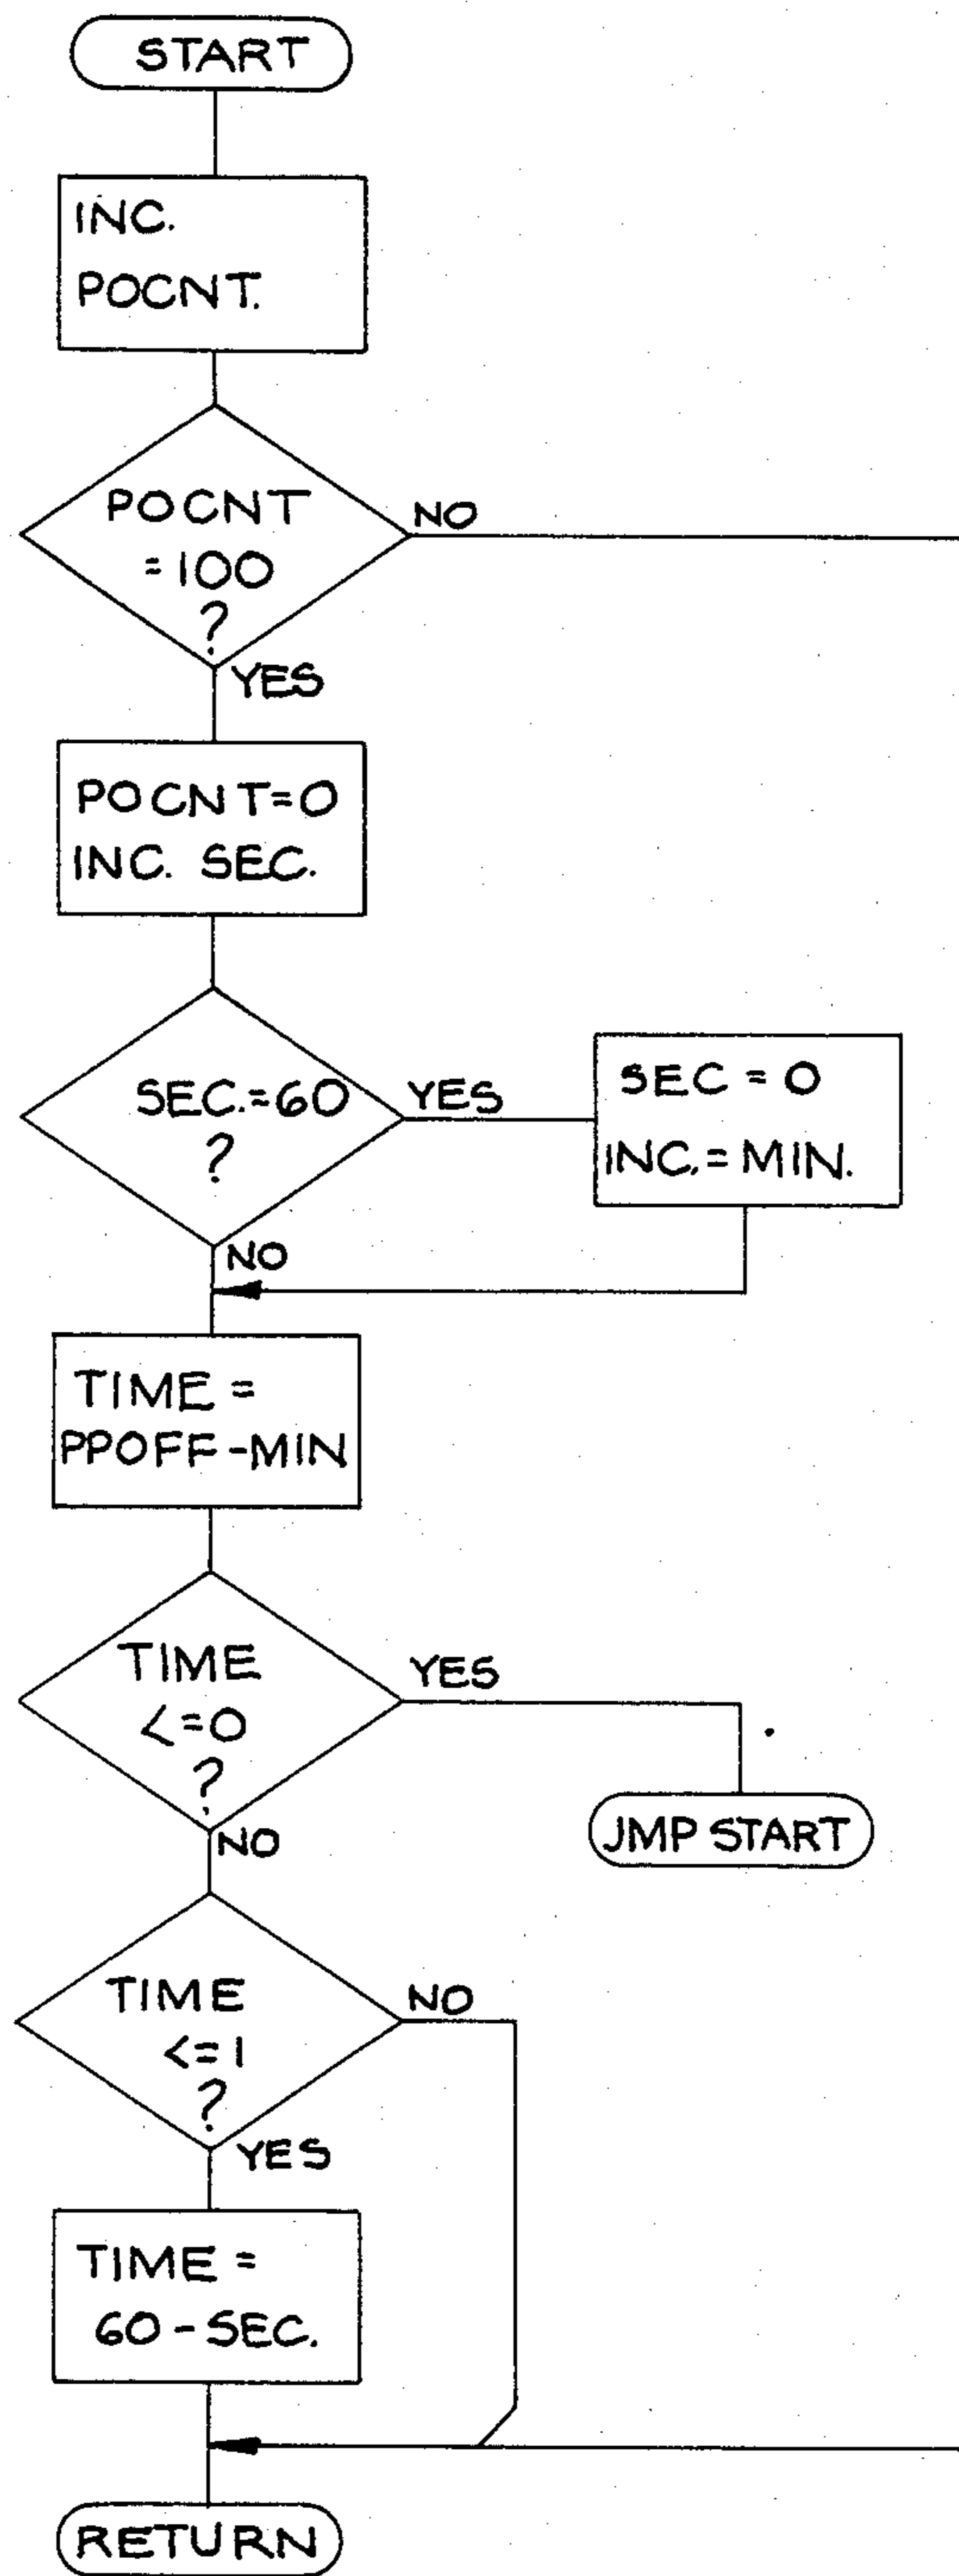 START
INC.
POCNT.
POCNT
=100
?
NO
YES
POCNT=0
INC. SEC.
SEC.=60
?
YES
SEC = 0
INC.=MIN.
NO
TIME =
PPOFF-MIN
TIME
<=0
?
YES
JMP START
NO
TIME
<=1
?
NO
YES
TIME =
60-SEC.
RETURN